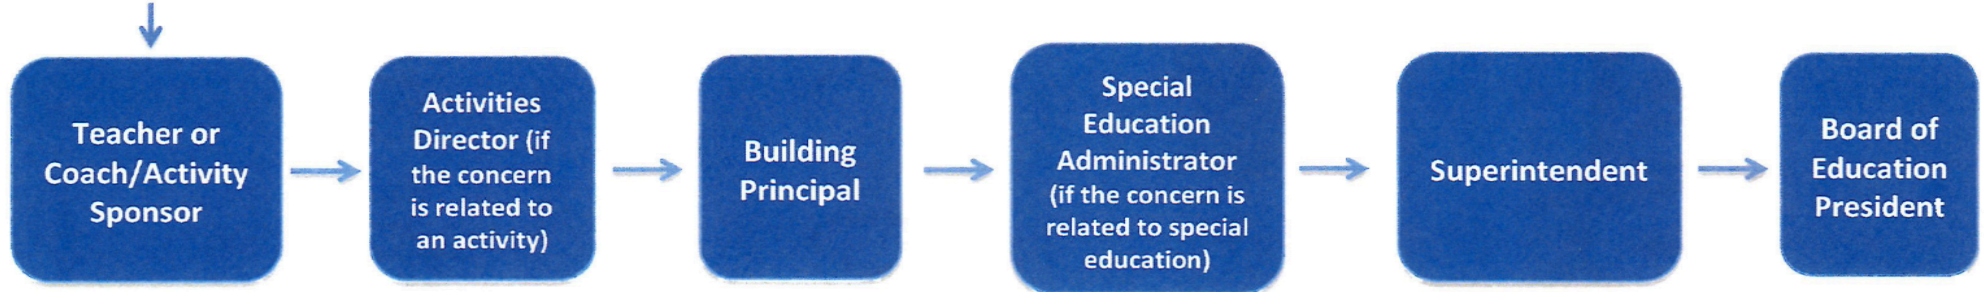 Teacher or
Coach/Activity
Sponsor
Activities
Director (if
the concern
is related to
an activity)
Building
Principal
Special
Education
Administrator
(if the concern is
related to special
education)
Superintendent
Board of
Education
President